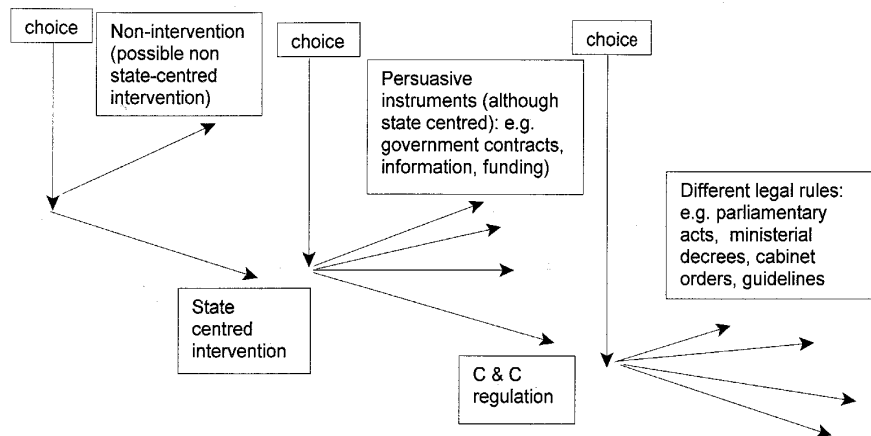 choice
Non-intervention
(possible non
state-centred
intervention)
choice
choice
Persuasive
instruments (although
state centred): e.g.
government contracts,
information, funding)
Different legal rules:
e.g. parliamentary
acts, ministerial
decrees, cabinet
orders, guidelines
State
centred
intervention
C & C
regulation